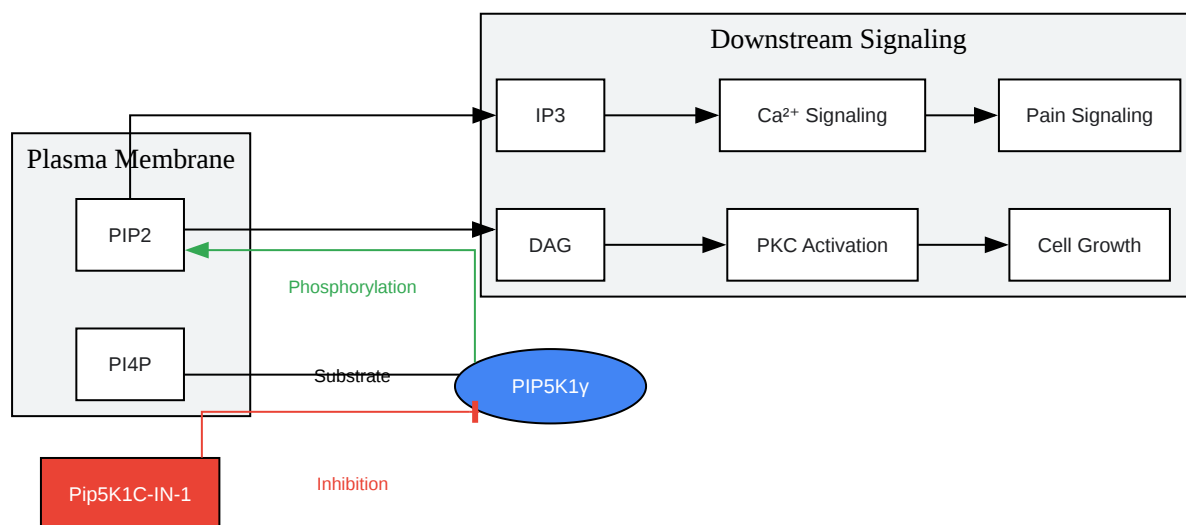 Downstream Signaling
IP3
Ca²⁺ Signaling
Pain Signaling
Plasma Membrane
PIP2
DAG
PKC Activation
Cell Growth
Phosphorylation
PI4P
Substrate
PIP5K1γ
Pip5K1C-IN-1
Inhibition